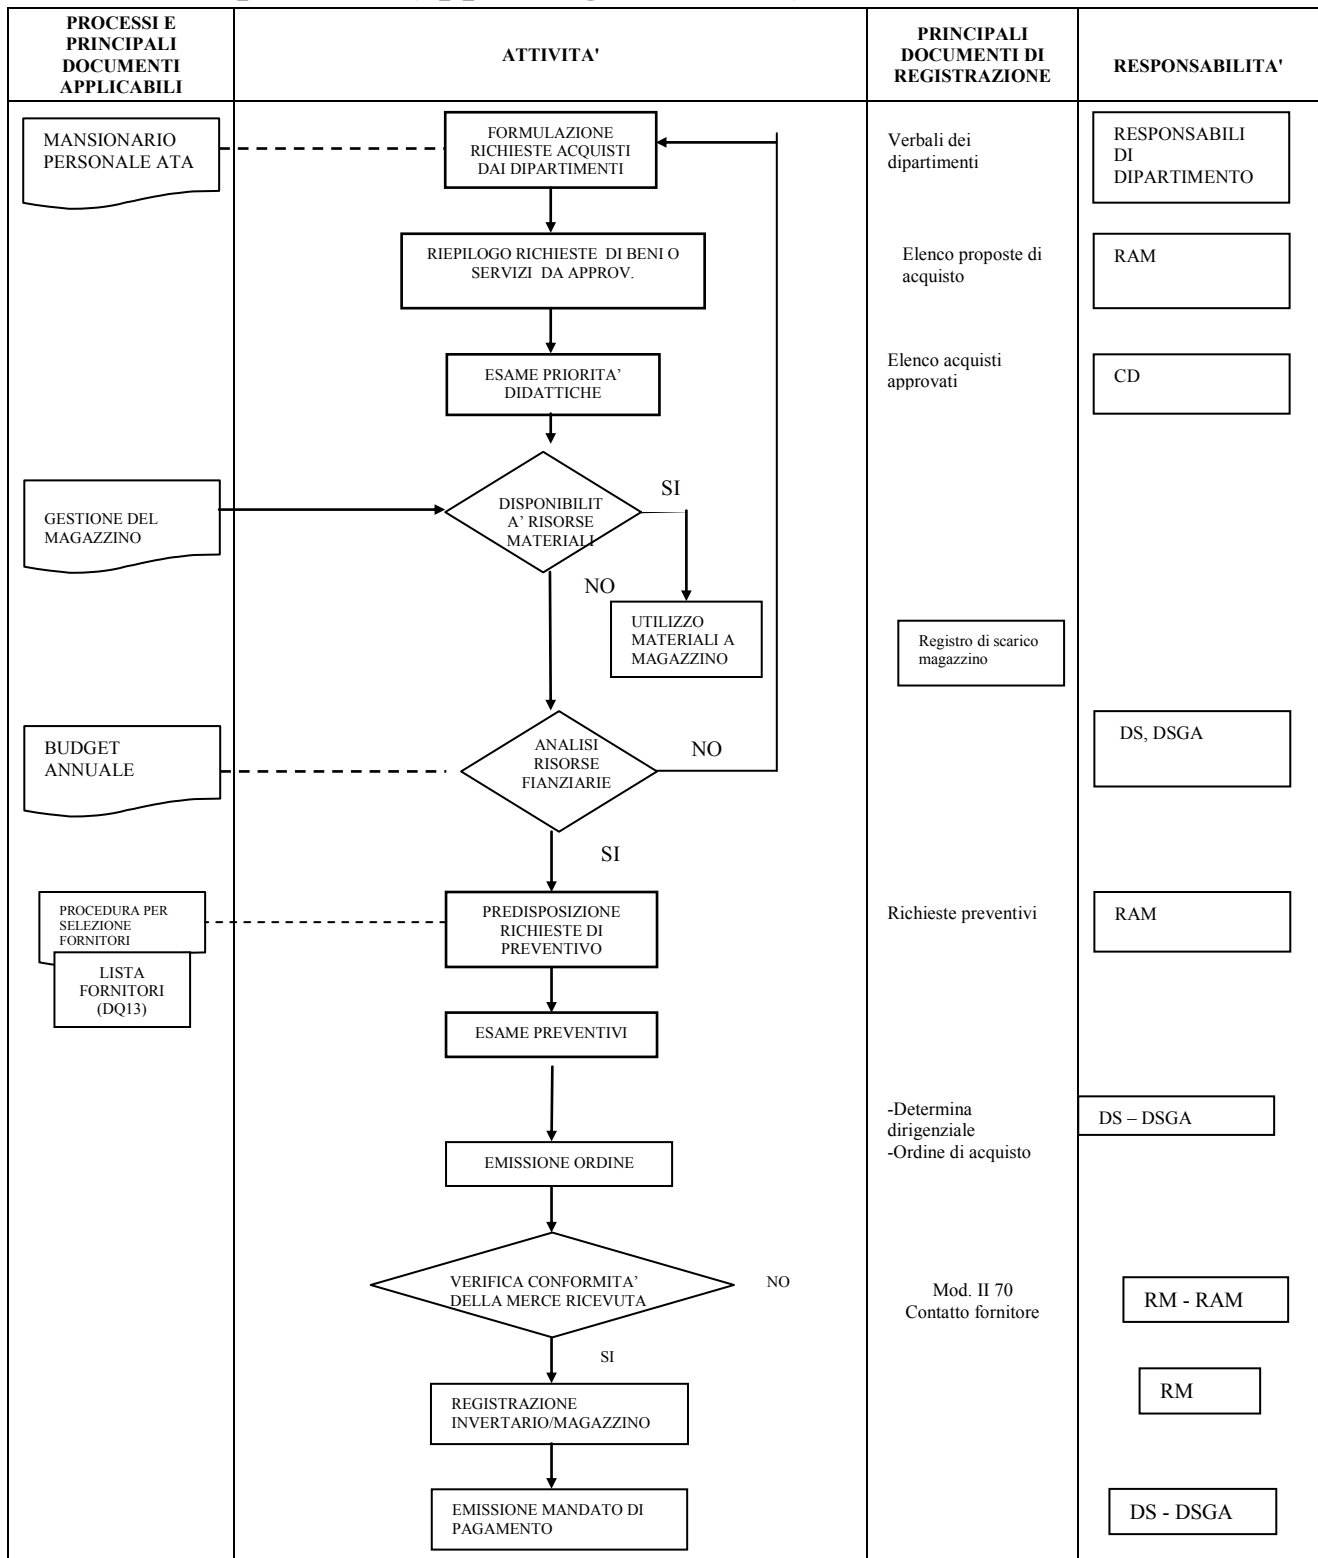 PROCESSI E
PRINCIPALI
DOCUMENTI
APPLICABILI
ATTIVITA'
PRINCIPALI
DOCUMENTI DI
REGISTRAZIONE
RESPONSABILITA'
MANSIONARIO
PERSONALE ATA
FORMULAZIONE
RICHIESTE ACQUISTI
DAI DIPARTIMENTI
Verbali dei
dipartimenti
RESPONSABILI
DI
DIPARTIMENTO
RIEPILOGO RICHIESTE DI BENI O
SERVIZI DA APPROV.
Elenco proposte di
acquisto
RAM
ESAME PRIORITA’
DIDATTICHE
Elenco acquisti
approvati
CD
GESTIONE DEL
MAGAZZINO
DISPONIBILIT
A’ RISORSE
MATERIALI
SI
NO
UTILIZZO
MATERIALI A
MAGAZZINO
Registro di scarico
magazzino
BUDGET
ANNUALE
ANALISI
RISORSE
FIANZIARIE
NO
DS, DSGA
SI
PROCEDURA PER
SELEZIONE
FORNITORI
LISTA
FORNITORI
(DQ13)
PREDISPOSIZIONE
RICHIESTE DI
PREVENTIVO
Richieste preventivi
RAM
ESAME PREVENTIVI
-Determina
dirigenziale
-Ordine di acquisto
DS – DSGA
EMISSIONE ORDINE
VERIFICA CONFORMITA’
DELLA MERCE RICEVUTA
NO
Mod. II 70
Contatto fornitore
RM - RAM
SI
REGISTRAZIONE
INVERTARIO/MAGAZZINO
RM
EMISSIONE MANDATO DI
PAGAMENTO
DS - DSGA